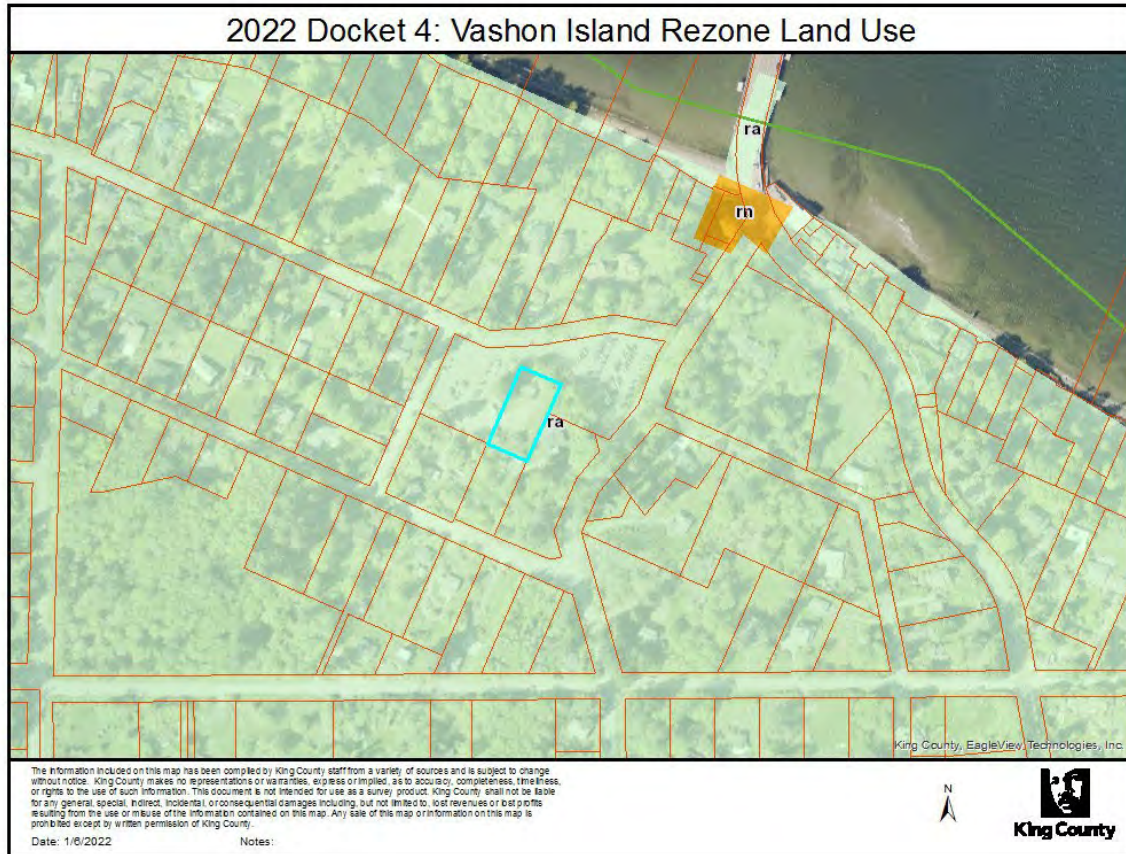 2022 Docket 4: Vashon Island Rezone Land Use
ra
rn
ra
King County, EagleView Technologies, Inc.
The information included on this map has been compiled by King County staff from a variety of sources and is subject to change
without notice. King County makes no representations or warranties, express or implied, as to accuracy, completeness, timeliness,
or rights to the use of such information. This document is not intended for use as a survey product. King County shall not be liable
for any general, special, indirect, incidental, or consequential damages including, but not limited to, lost revenues or lost profits
resulting from the use or misuse of the information contained on this map. Any sale of this map or information on this map is
prohibited except by written permission of King County.
Date: 1/6/2022
Notes:
N
King County